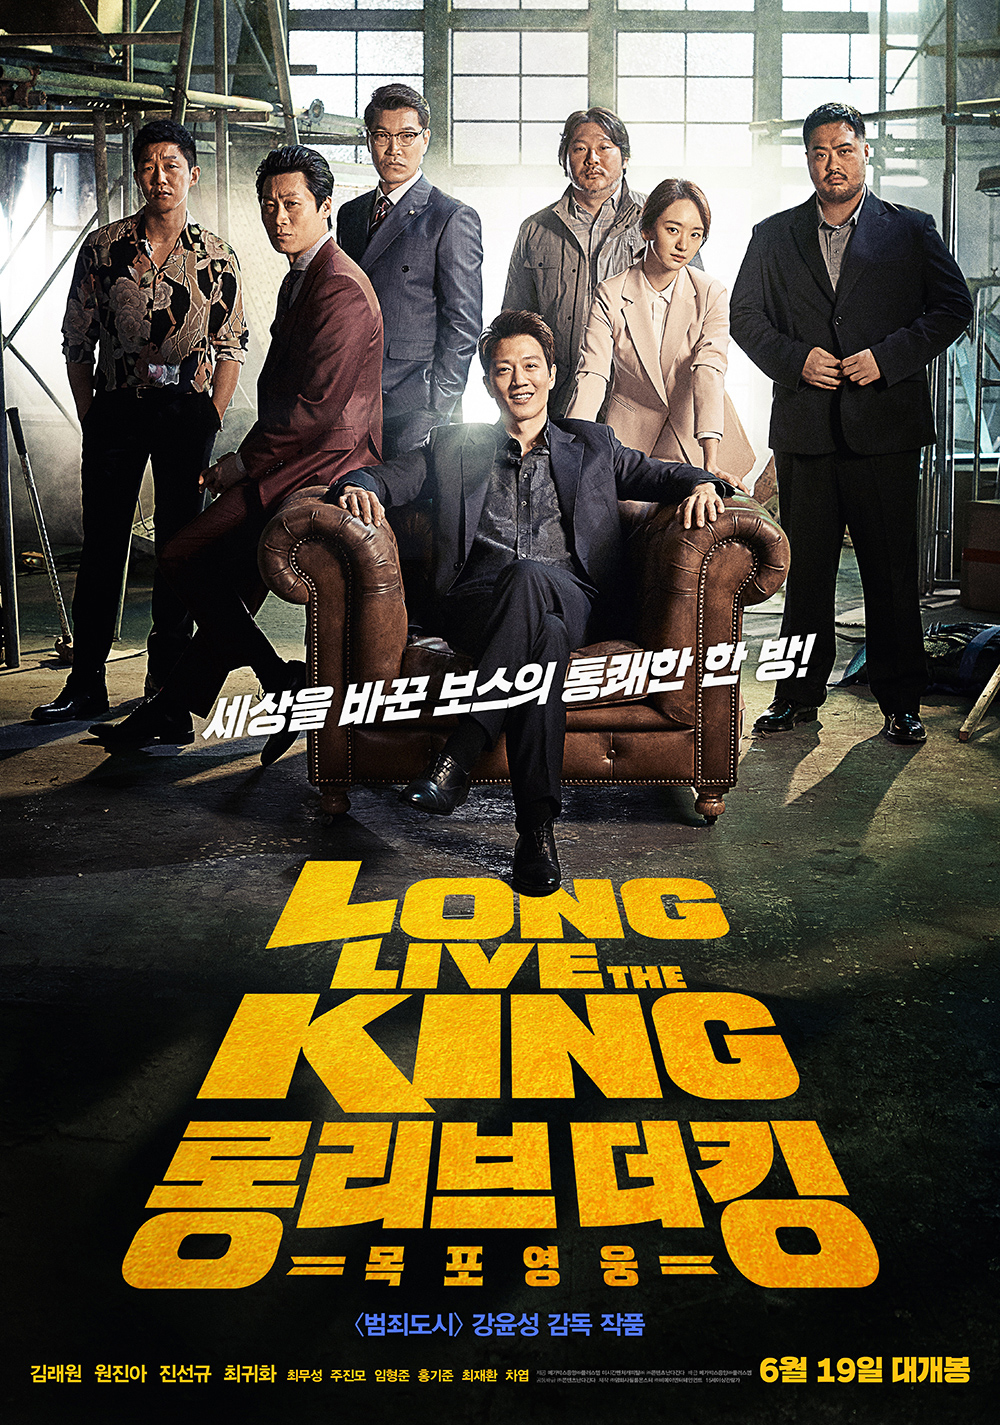 세상을 바꾼 보스의 통쾌한 한 방!
LONG
LIVE THE
KING
롱 리브 더 킹
=목포영웅=
<범죄도시> 강윤성 감독 작품
김래원 원진아 진선규 최귀화 최무성 주진모 임형준 홍기준 최재환 차엽
6월 19일 대개봉